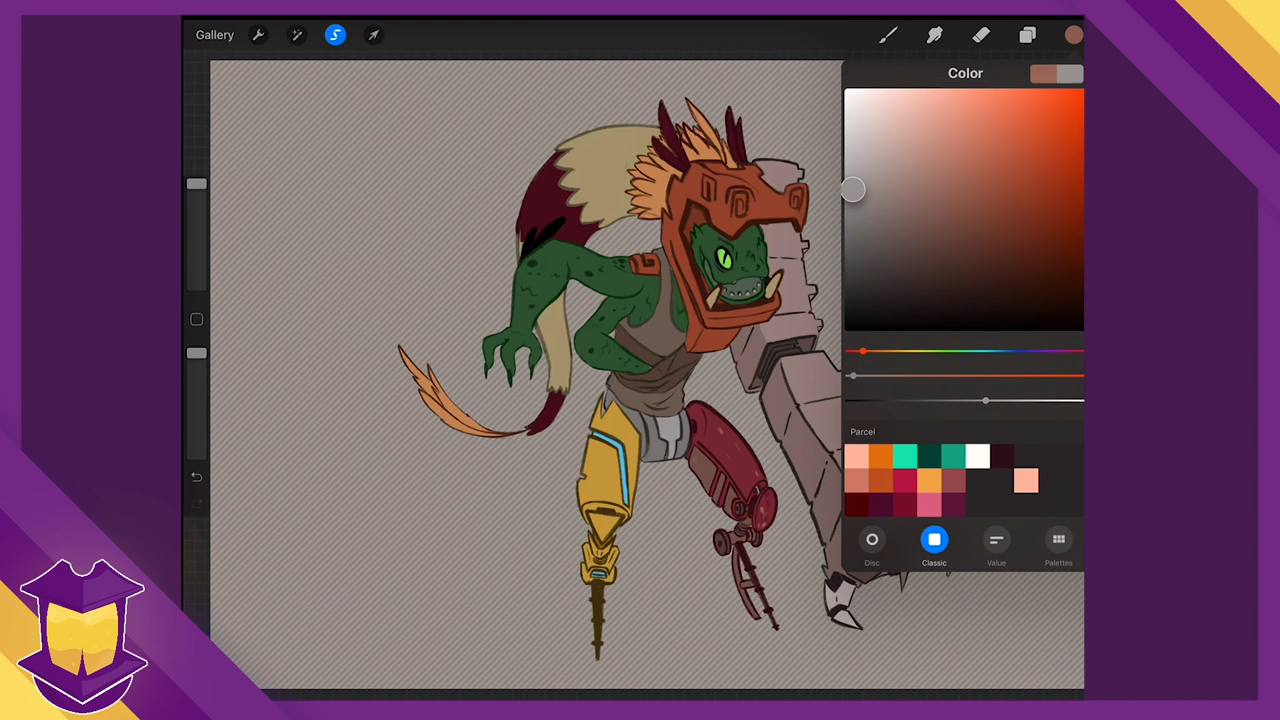 Gallery
Color
Parcel
Disc
Classic
Value
Palettes